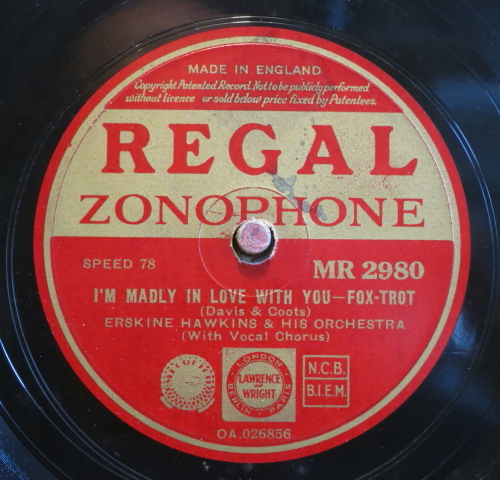 MADE IN ENGLAND
Copyright Patented Record. Not to be publicly performed
without licence or sold below price fixed by Patentees.
REGAL
ZONOPHONE
SPEED 78
MR 2980
I'M MADLY IN LOVE WITH YOU—FOX-TROT
(Davis & Coots)
ERSKINE HAWKINS & HIS ORCHESTRA
(With Vocal Chorus)
LONDON
LAWRENCE
WRIGHT
BERLIN PARIS
N.C.B.
B.I.E.M.
OA.026856